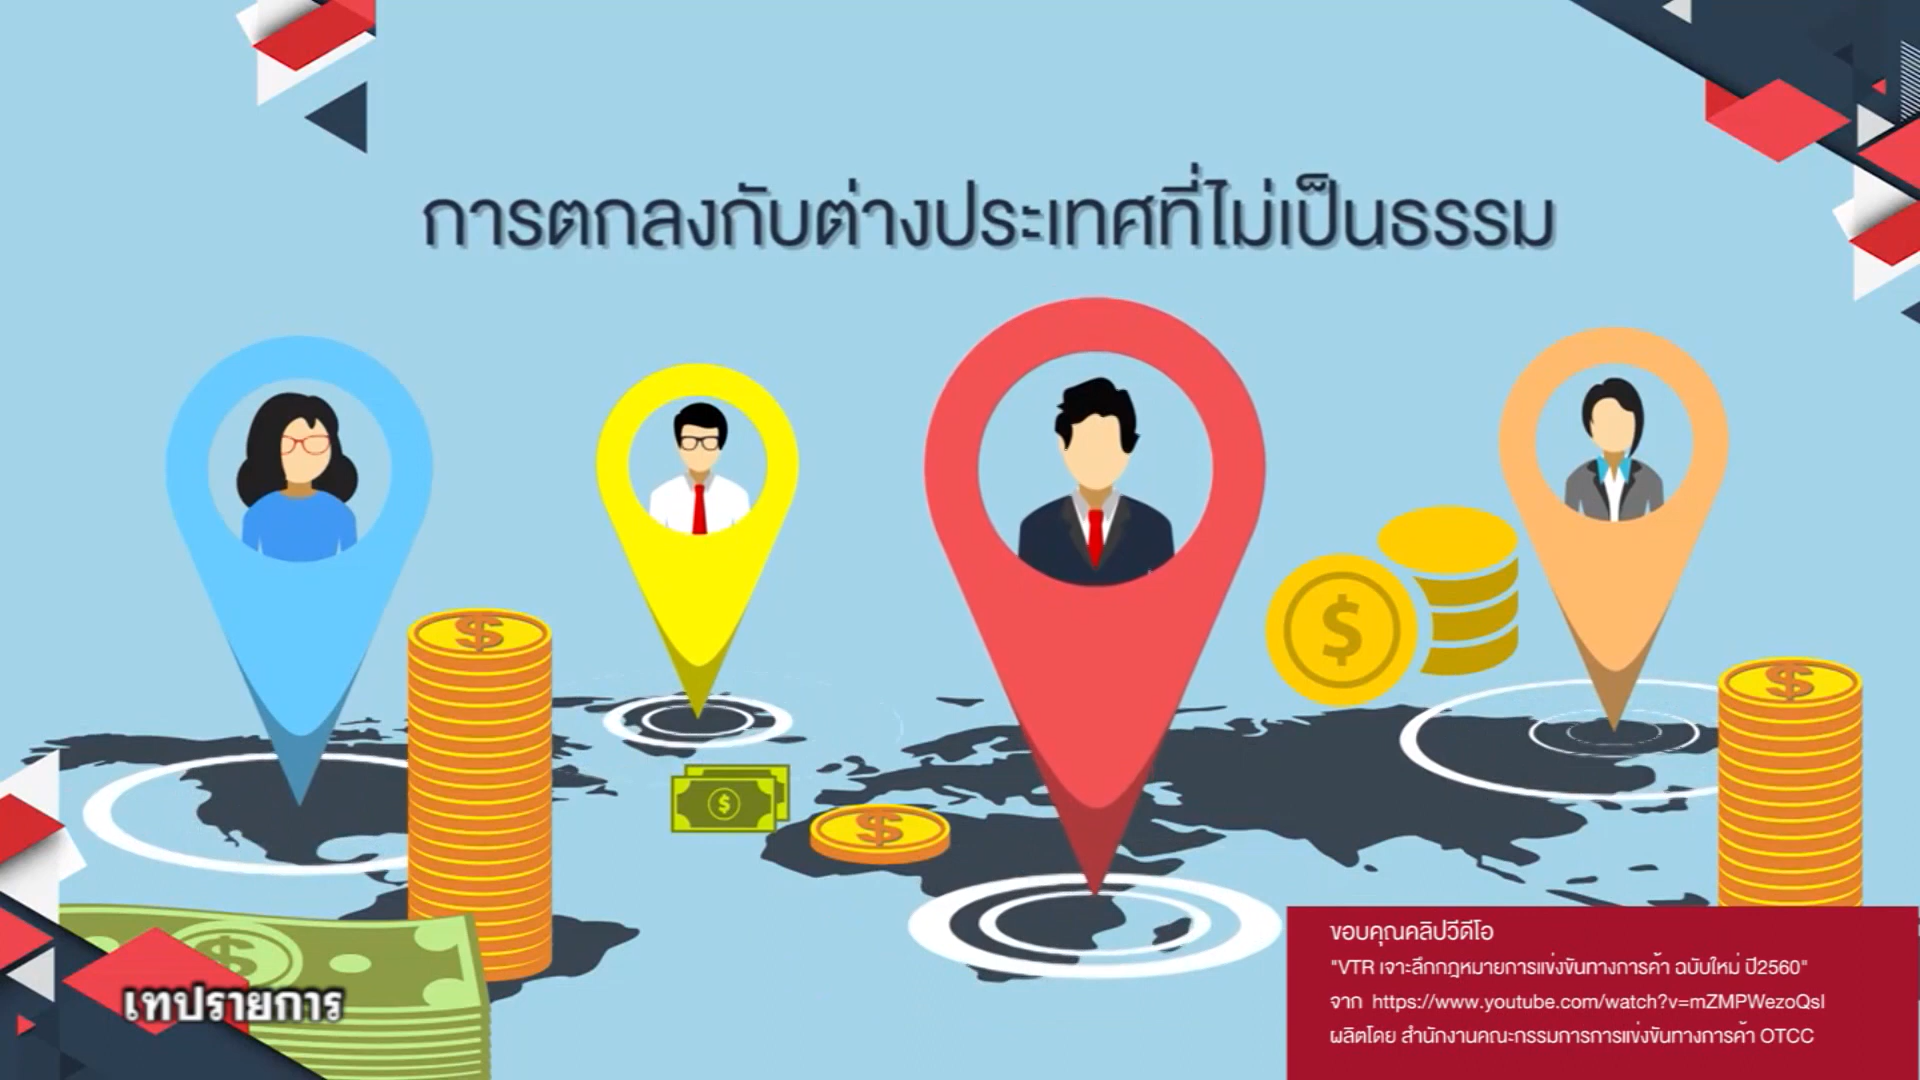 การตกลงกับต่างประเทศที่ไม่เป็นธรรม
ขอบคุณคลิปวีดีโอ
"VTR เจาะลึกกฎหมายการแข่งขันทางการค้า ฉบับใหม่ ปี2560"
จาก https://www.youtube.com/watch?v=mZMPWezoQsI
ผลิตโดย สำนักงานคณะกรรมการการแข่งขันทางการค้า OTCC
เทปรายการ